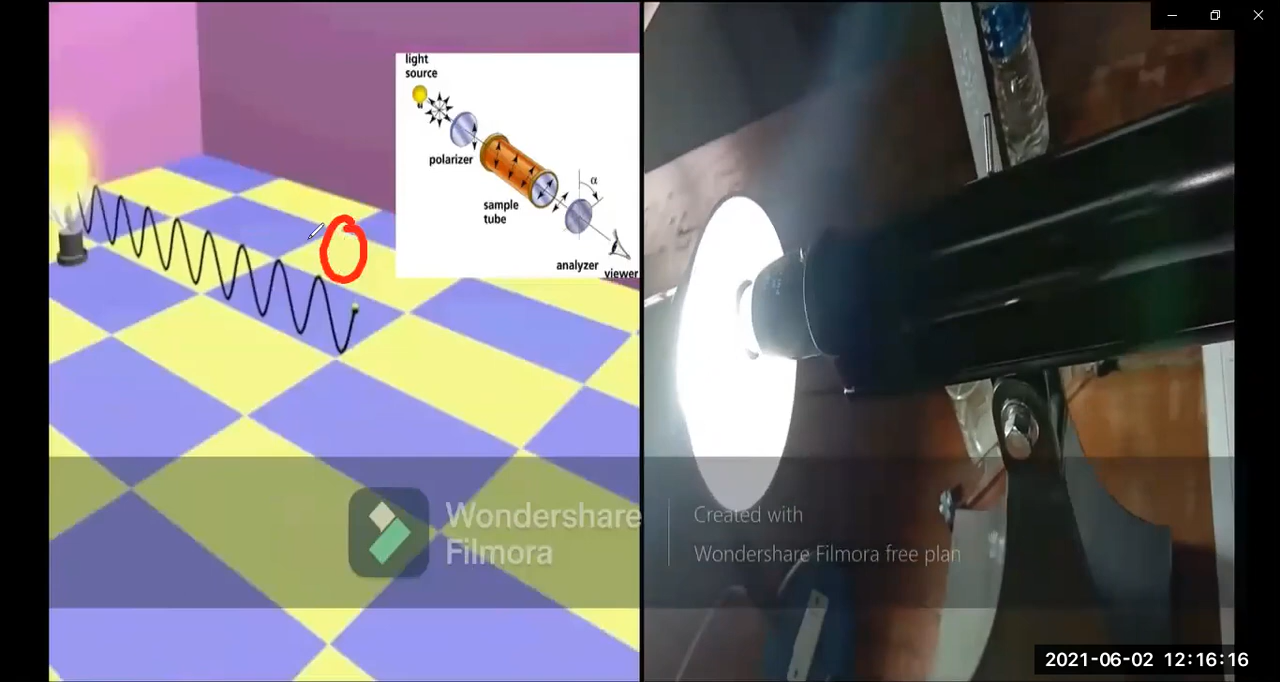 light
source
polarizer
α
sample
tube
analyzer
viewer
Wondershare
Filmora
Created with
Wondershare Filmora free plan
2021-06-02 12:16:16